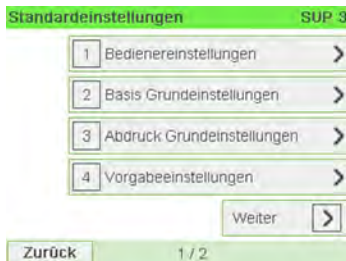 Standardeinstellungen SUP 3
1 Bedienereinstellungen
2 Basis Grundeinstellungen
3 Abdruck Grundeinstellungen
4 Vorgabeeinstellungen
Weiter
Zurück 1 / 2